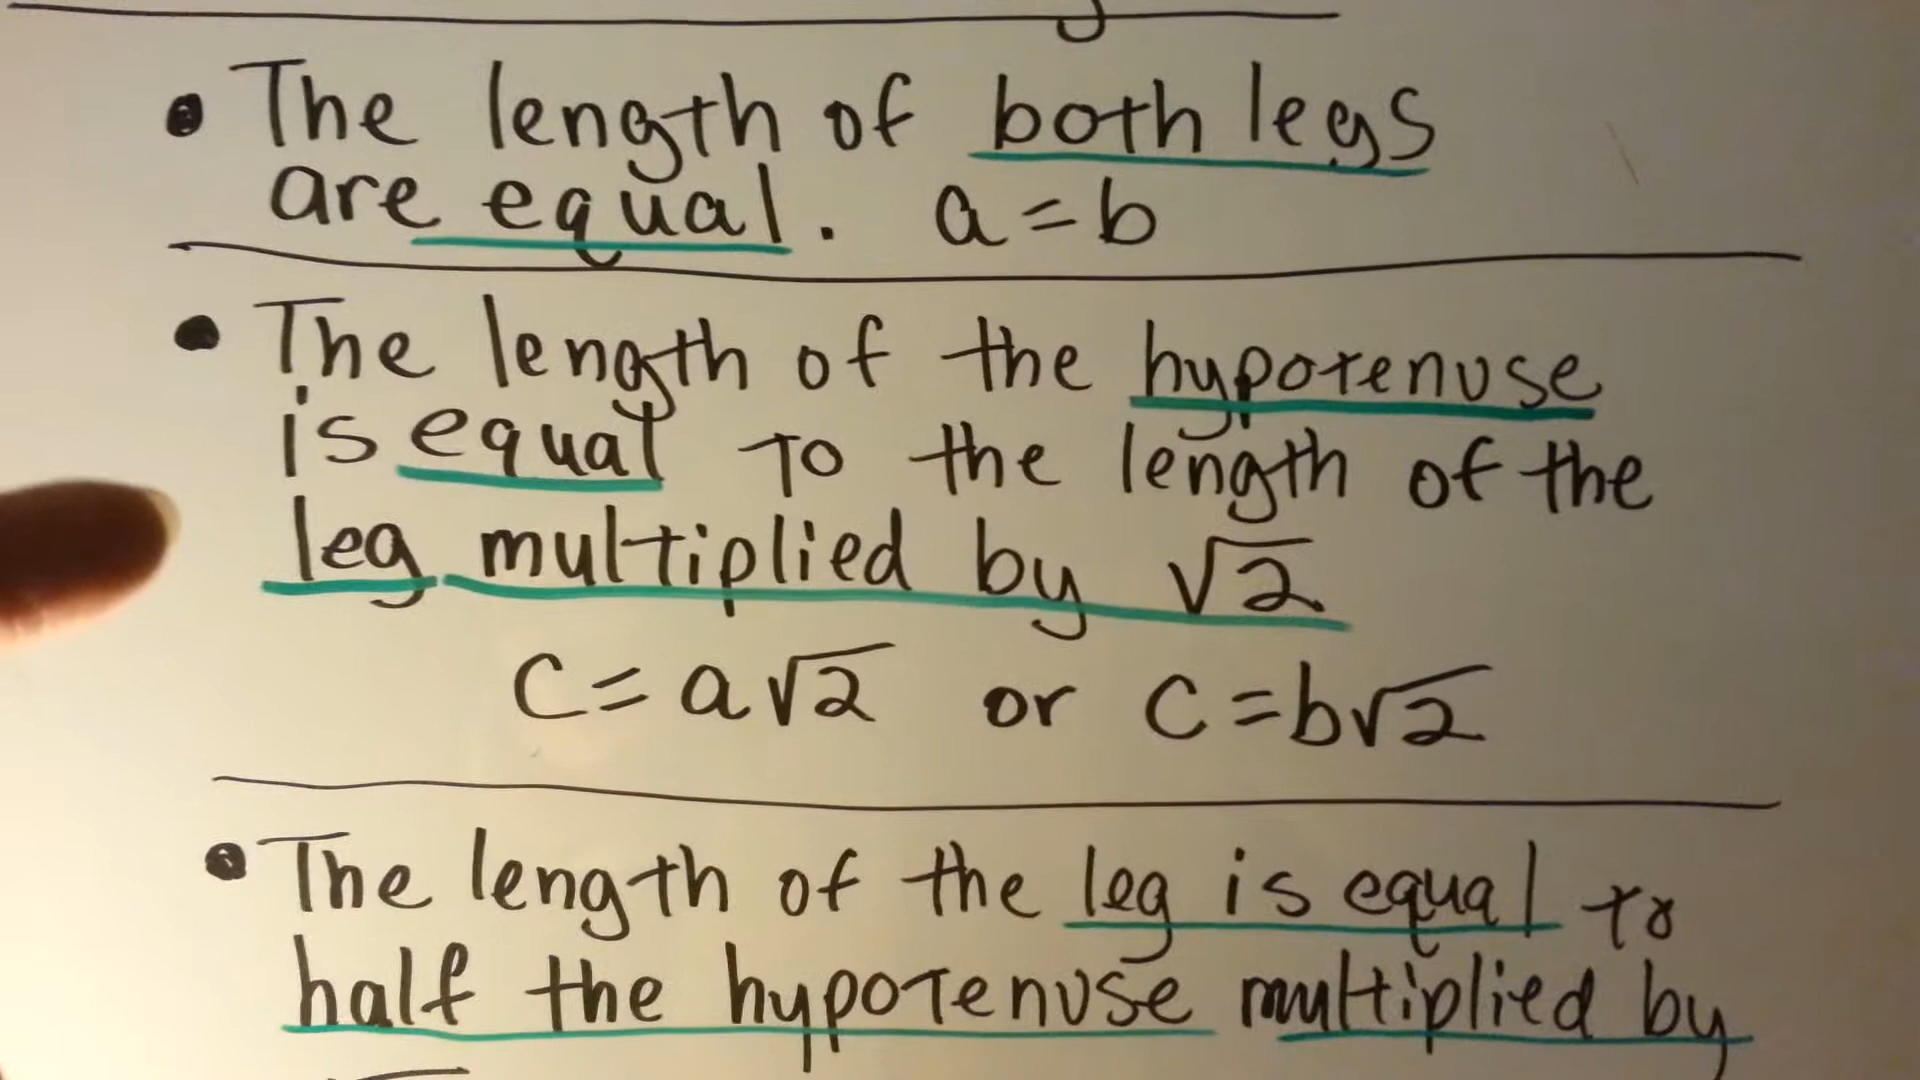 • The length of both legs
are equal. a = b
• The length of the hypotenuse
is equal to the length of the
leg multiplied by √2
c = a√2 or c = b√2
• The length of the leg is equal to
half the hypotenuse multiplied by